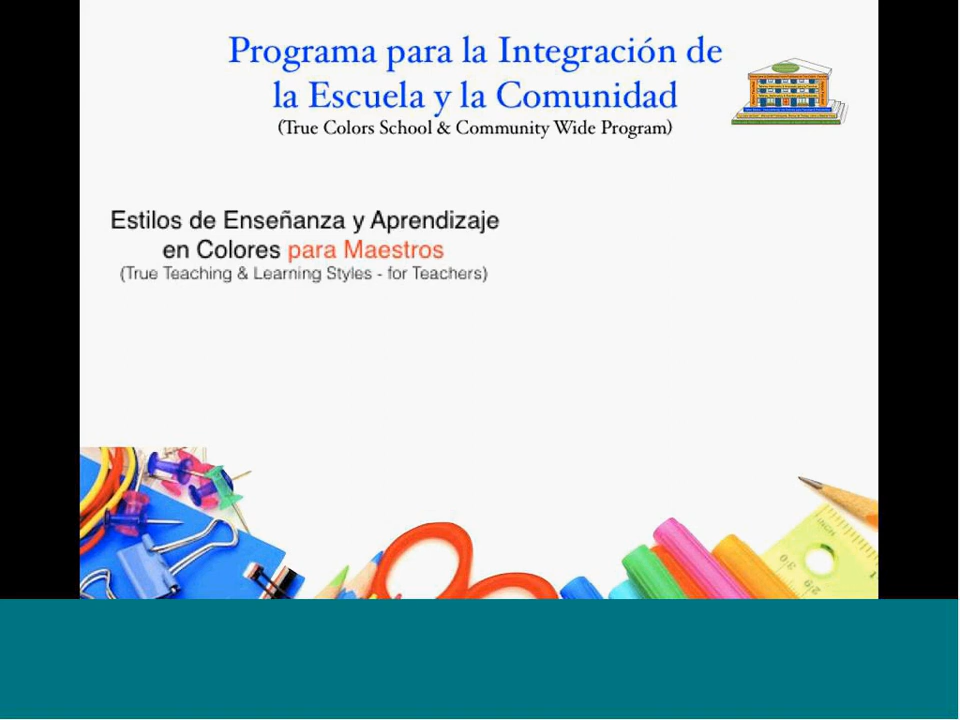 Programa para la Integración de
la Escuela y la Comunidad
(True Colors School & Community Wide Program)
Estilos de Enseñanza y Aprendizaje
en Colores para Maestros
(True Teaching & Learning Styles - for Teachers)
INCH